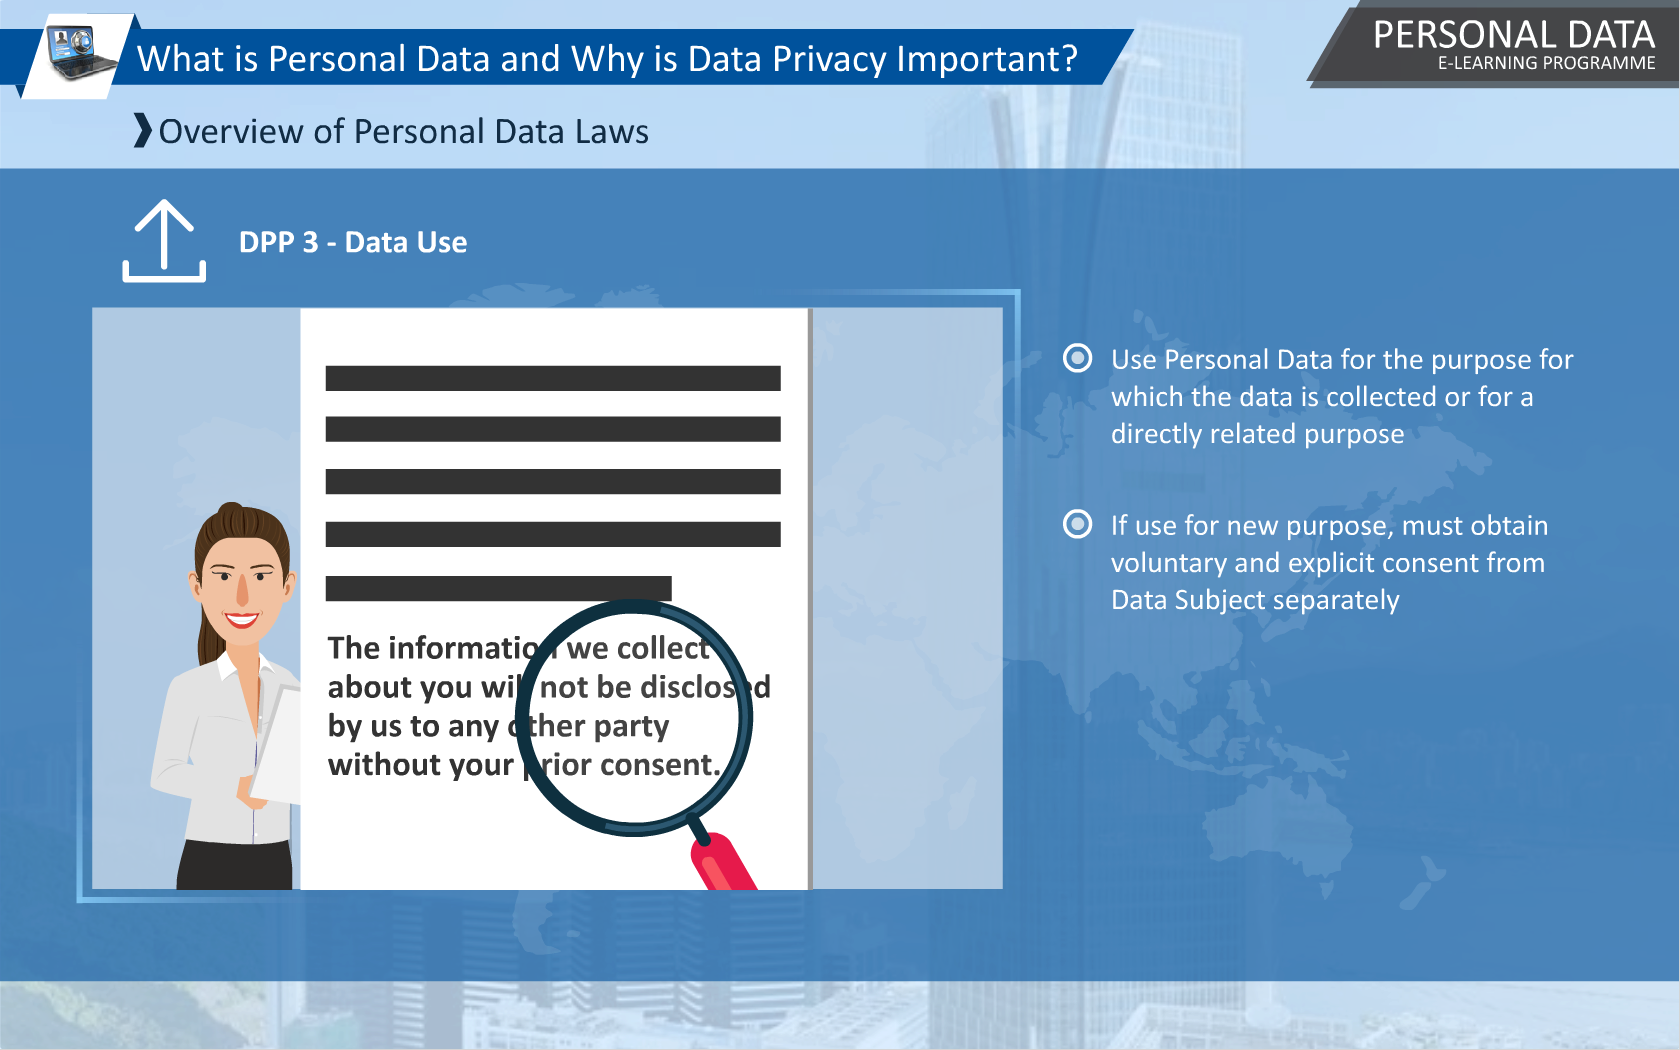 What is Personal Data and Why is Data Privacy Important?
PERSONAL DATA
E-LEARNING PROGRAMME
Overview of Personal Data Laws
DPP 3 - Data Use
The information we collect
about you will not be disclosed
by us to any other party
without your prior consent.
Use Personal Data for the purpose for
which the data is collected or for a
directly related purpose
If use for new purpose, must obtain
voluntary and explicit consent from
Data Subject separately